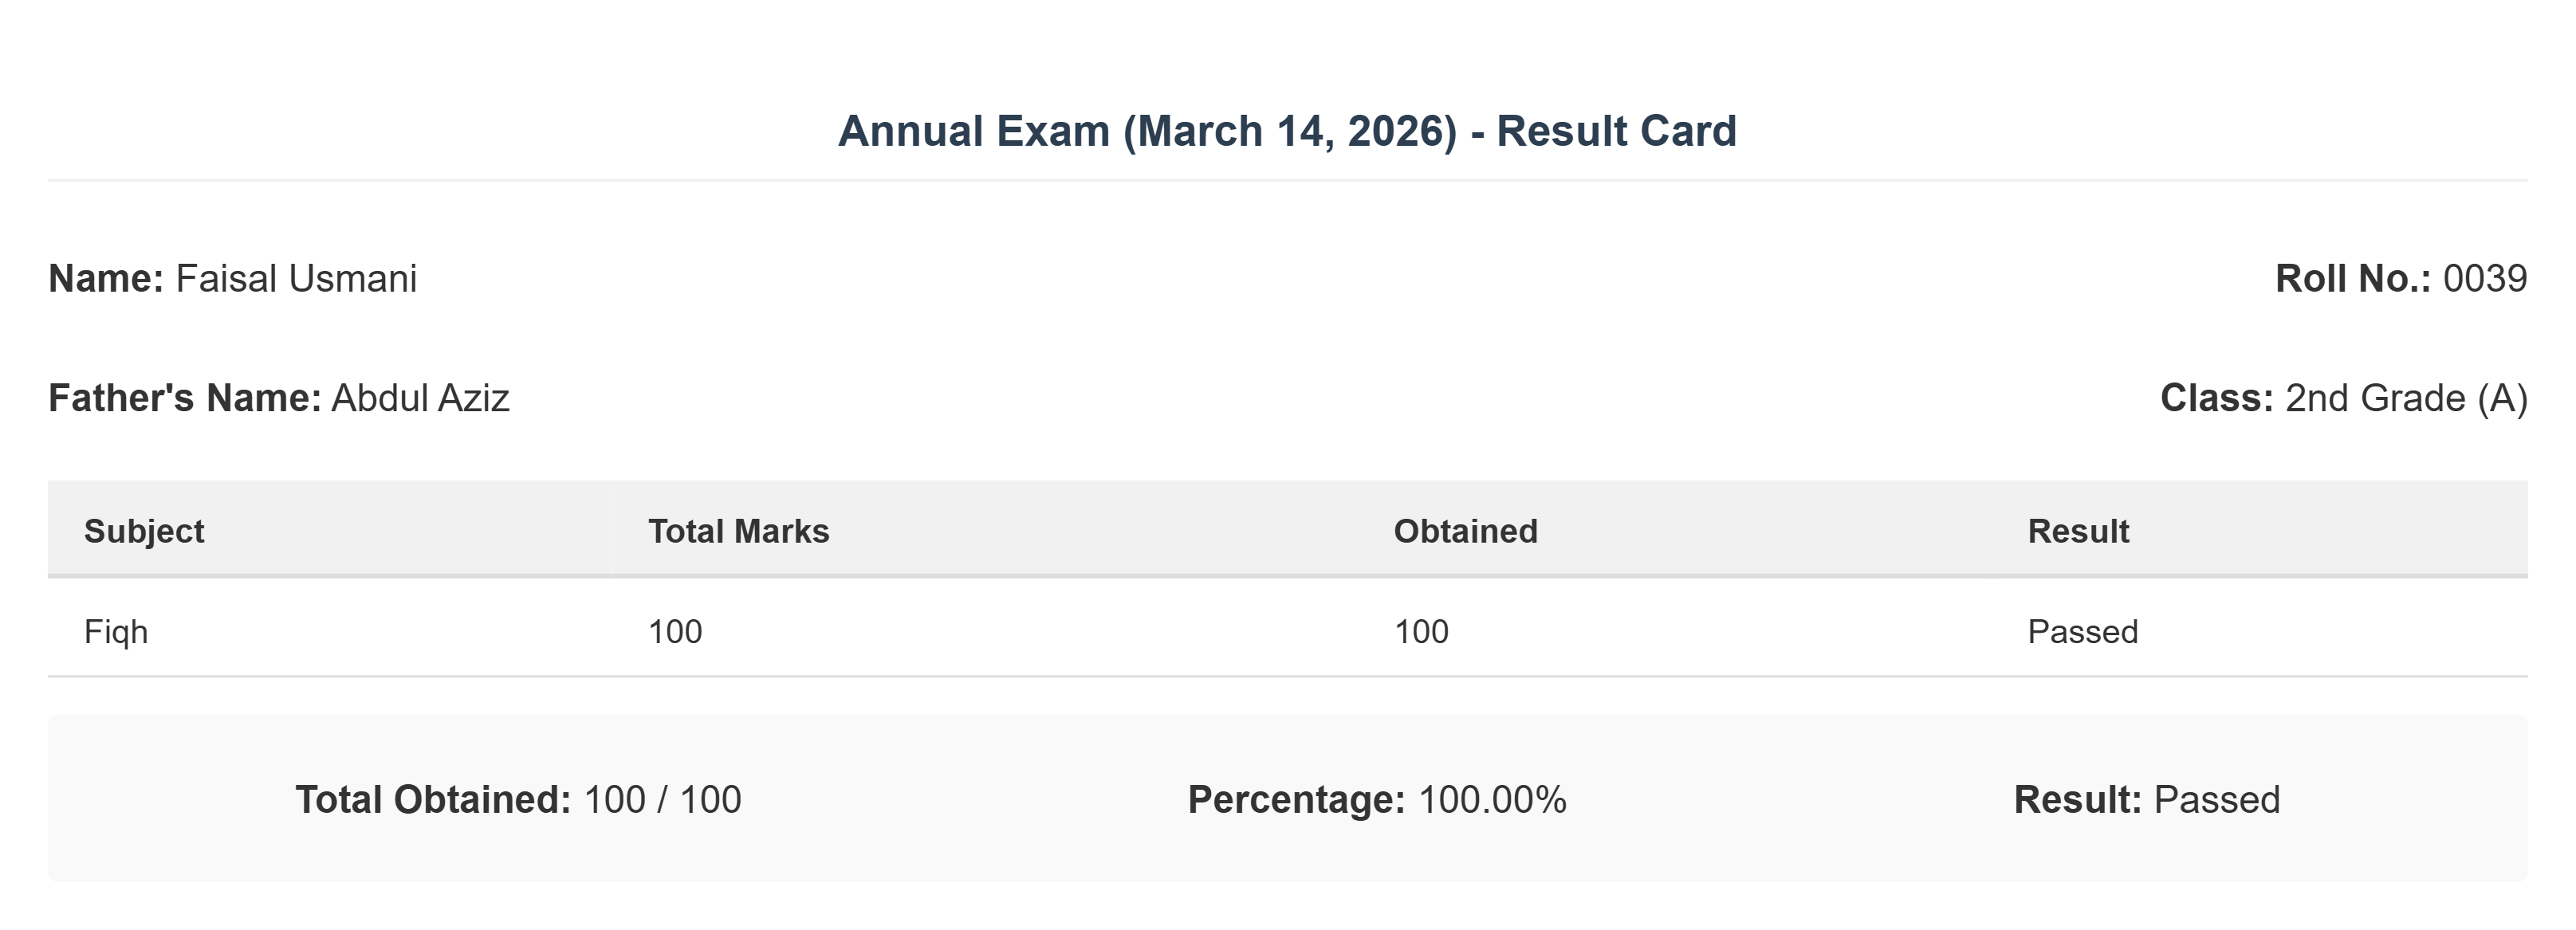 Annual Exam (March 14, 2026) - Result Card
Name: Faisal Usmani Roll No.: 0039
Father's Name: Abdul Aziz Class: 2nd Grade (A)
Subject Total Marks Obtained Result
Fiqh 100 100 Passed
Total Obtained: 100 / 100 Percentage: 100.00% Result: Passed